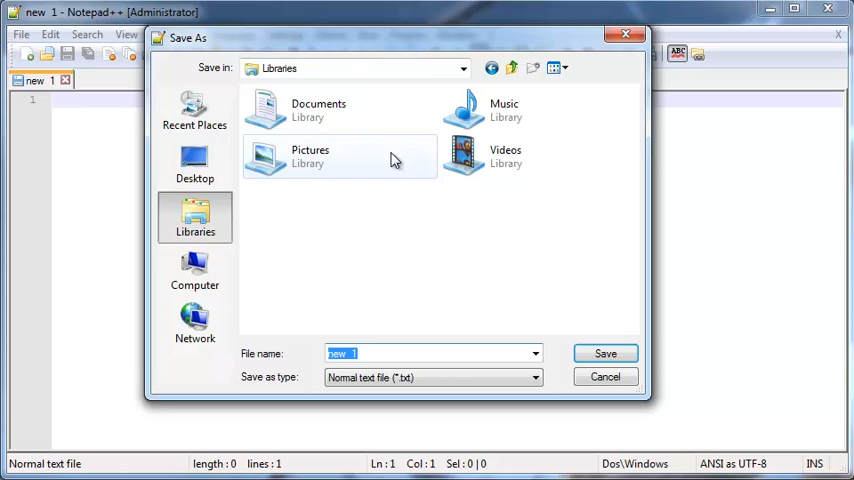 new  1 - Notepad++ [Administrator]
File Edit Search View
X
Save As
new  1
Save in: Libraries
Recent Places
Desktop
Libraries
Computer
Network
Documents
Library
Music
Library
Pictures
Library
Videos
Library
1
File name: new  1
Save
Save as type: Normal text file (*.txt)
Cancel
ABC
Normal text file length : 0 lines : 1 Ln : 1 Col : 1 Sel : 0 | 0 Dos\Windows ANSI as UTF-8 INS